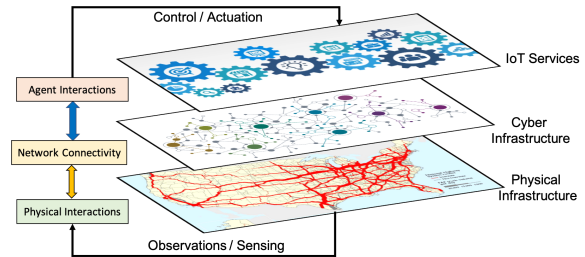 Control / Actuation
IoT Services
Agent Interactions
Cyber
Infrastructure
Network Connectivity
Physical
Infrastructure
Physical Interactions
Observations / Sensing